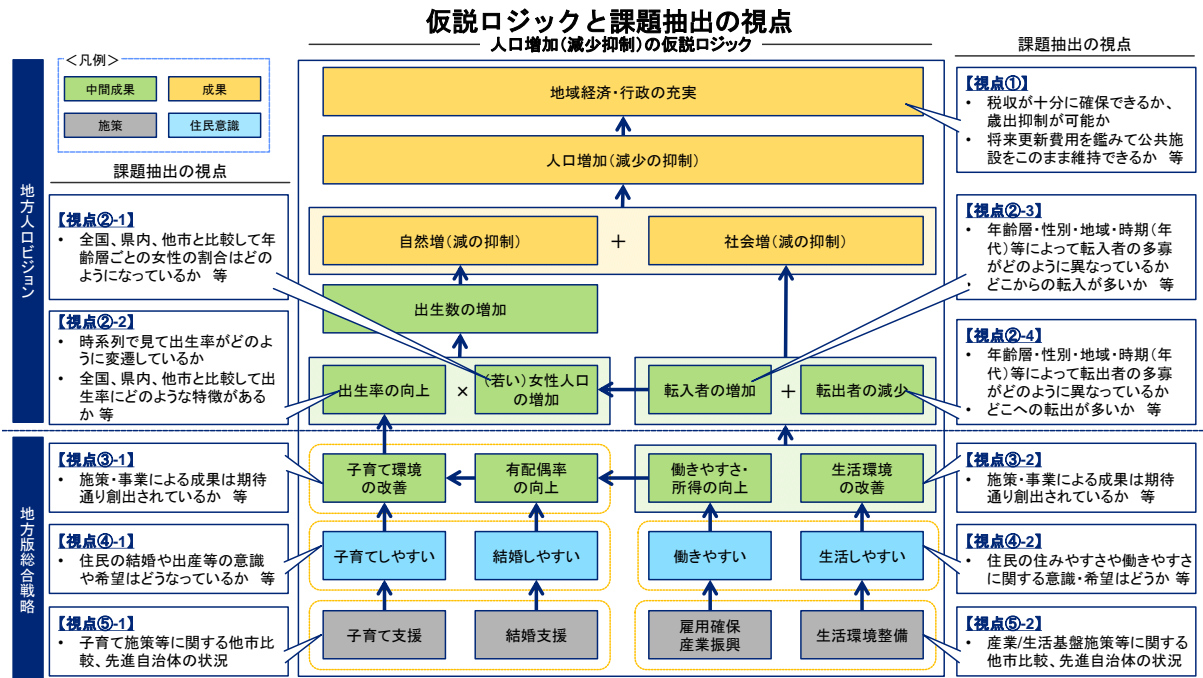 仮説ロジックと課題抽出の視点
人口増加(減少抑制)の仮説ロジック
課題抽出の視点
<凡例>
中間成果
成果
施策
住民意識
課題抽出の視点
地方人口ビジョン
【視点②-1】
• 全国、県内、他市と比較して年
齢層ごとの女性の割合はどの
ようになっているか 等
【視点②-2】
• 時系列で見て出生率がどのよ
うに変遷しているか
• 全国、県内、他市と比較して出
生率にどのような特徴がある
か 等
地域経済・行政の充実
人口増加(減少の抑制)
自然増(減の抑制)
+
社会増(減の抑制)
出生数の増加
出生率の向上
×
(若い)女性人口
の増加
転入者の増加
+
転出者の減少
【視点①】
• 税収が十分に確保できるか、
歳出抑制が可能か
• 将来更新費用を鑑みて公共施
設をこのまま維持できるか 等
【視点②-3】
• 年齢層・性別・地域・時期(年
代)等によって転入者の多寡
がどのように異なっているか
• どこからの転入が多いか 等
【視点②-4】
• 年齢層・性別・地域・時期(年
代)等によって転出者の多寡
がどのように異なっているか
• どこへの転出が多いか 等
地方版総合戦略
【視点③-1】
• 施策・事業による成果は期待
通り創出されているか 等
【視点④-1】
• 住民の結婚や出産等の意識
や希望はどうなっているか 等
【視点⑤-1】
• 子育て施策等に関する他市比
較、先進自治体の状況
子育て環境
の改善
有配偶率
の向上
働きやすさ・
所得の向上
生活環境
の改善
子育てしやすい
結婚しやすい
働きやすい
生活しやすい
子育て支援
結婚支援
雇用確保
産業振興
生活環境整備
【視点③-2】
• 施策・事業による成果は期待
通り創出されているか 等
【視点④-2】
• 住民の住みやすさや働きやすさ
に関する意識・希望はどうか 等
【視点⑤-2】
• 産業/生活基盤施策等に関する
他市比較、先進自治体の状況